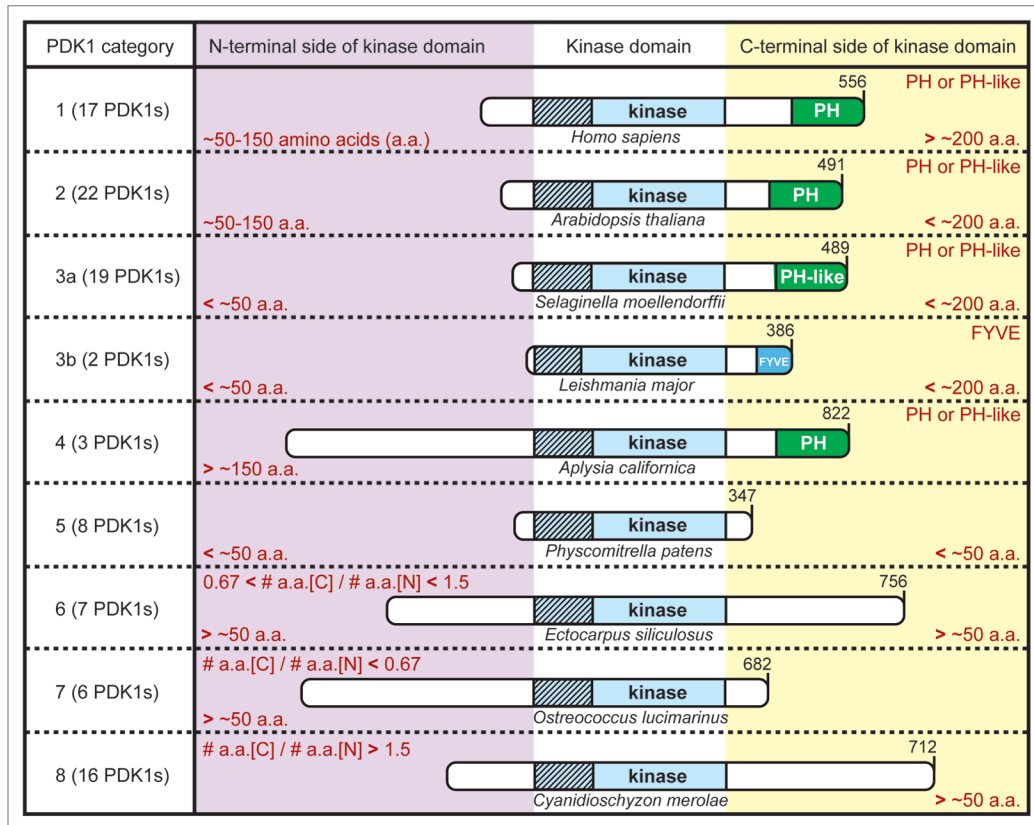 PDK1 category
N-terminal side of kinase domain
Kinase domain
C-terminal side of kinase domain
1 (17 PDK1s)
~50-150 amino acids (a.a.)
kinase
Homo sapiens
PH
556
PH or PH-like
> ~200 a.a.
2 (22 PDK1s)
~50-150 a.a.
kinase
Arabidopsis thaliana
PH
491
PH or PH-like
< ~200 a.a.
3a (19 PDK1s)
< ~50 a.a.
kinase
Selaginella moellendorffii
PH-like
489
PH or PH-like
< ~200 a.a.
3b (2 PDK1s)
< ~50 a.a.
kinase
Leishmania major
FYVE
386
FYVE
< ~200 a.a.
4 (3 PDK1s)
> ~150 a.a.
kinase
Aplysia californica
PH
822
PH or PH-like
5 (8 PDK1s)
< ~50 a.a.
kinase
Physcomitrella patens
347
< ~50 a.a.
6 (7 PDK1s)
0.67 < # a.a.[C] / # a.a.[N] < 1.5
> ~50 a.a.
kinase
Ectocarpus siliculosus
756
> ~50 a.a.
7 (6 PDK1s)
# a.a.[C] / # a.a.[N] < 0.67
> ~50 a.a.
kinase
Ostreococcus lucimarinus
682
8 (16 PDK1s)
# a.a.[C] / # a.a.[N] > 1.5
kinase
Cyanidioschyzon merolae
712
> ~50 a.a.